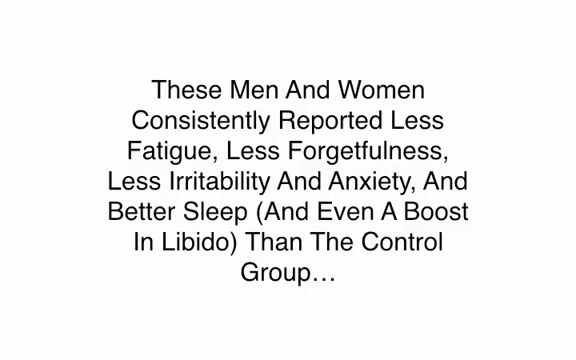 These Men And Women
Consistently Reported Less
Fatigue, Less Forgetfulness,
Less Irritability And Anxiety, And
Better Sleep (And Even A Boost
In Libido) Than The Control
Group…